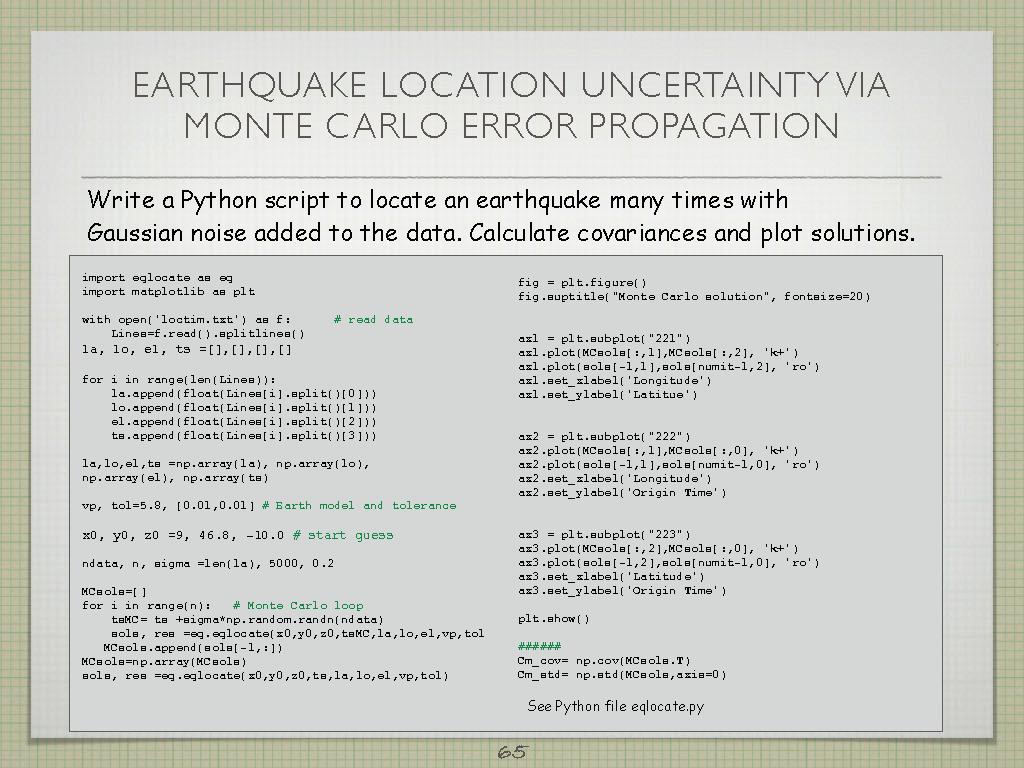 EARTHQUAKE LOCATION UNCERTAINTY VIA
MONTE CARLO ERROR PROPAGATION
Write a Python script to locate an earthquake many times with
Gaussian noise added to the data. Calculate covariances and plot solutions.
import eqlocate as eq
import matplotlib as plt
with open('loctim.txt') as f: # read data
Lines=f.read().splitlines()
la, lo, el, ts =[],[],[],[]
for i in range(len(Lines)):
la.append(float(Lines[i].split()[0]))
lo.append(float(Lines[i].split()[1]))
el.append(float(Lines[i].split()[2]))
ts.append(float(Lines[i].split()[3]))
la,lo,el,ts =np.array(la), np.array(lo),
np.array(el), np.array(ts)
vp, tol=5.8, [0.01,0.01] # Earth model and tolerance
x0, y0, z0 =9, 46.8, -10.0 # start guess
ndata, n, sigma =len(la), 5000, 0.2
MCsols=[]
for i in range(n): # Monte Carlo loop
tsMC= ts +sigma*np.random.randn(ndata)
sols, res =eq.eqlocate(x0,y0,z0,tsMC,la,lo,el,vp,tol
MCsols.append(sols[-1,:])
MCsols=np.array(MCsols)
sols, res =eq.eqlocate(x0,y0,z0,ts,la,lo,el,vp,tol)
fig = plt.figure()
fig.suptitle("Monte Carlo solution", fontsize=20)
ax1 = plt.subplot("221")
ax1.plot(MCsols[:,1],MCsols[:,2], 'k+')
ax1.plot(sols[-1,1],sols[numit-1,2], 'ro')
ax1.set_xlabel('Longitude')
ax1.set_ylabel('Latitue')
ax2 = plt.subplot("222")
ax2.plot(MCsols[:,1],MCsols[:,0], 'k+')
ax2.plot(sols[-1,1],sols[numit-1,0], 'ro')
ax2.set_xlabel('Longitude')
ax2.set_ylabel('Origin Time')
ax3 = plt.subplot("223")
ax3.plot(MCsols[:,2],MCsols[:,0], 'k+')
ax3.plot(sols[-1,2],sols[numit-1,0], 'ro')
ax3.set_xlabel('Latitude')
ax3.set_ylabel('Origin Time')
plt.show()
######
Cm_cov= np.cov(MCsols.T)
Cm_std= np.std(MCsols,axis=0)
See Python file eqlocate.py
65